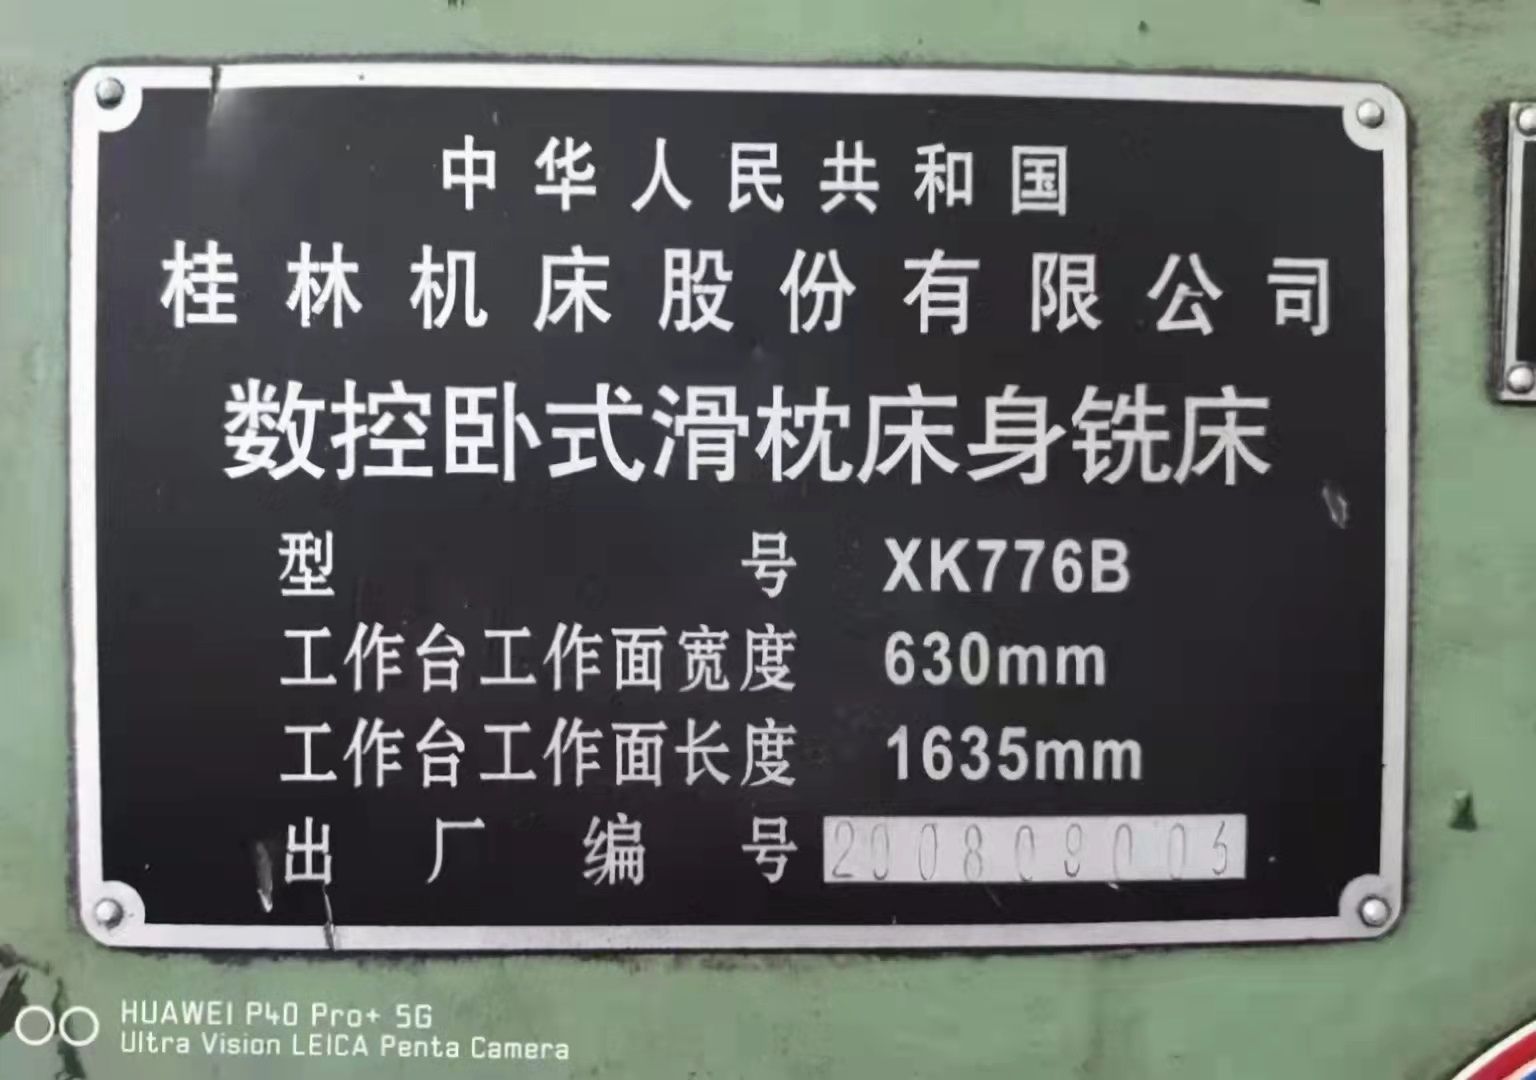 中华人民共和国
桂林机床股份有限公司
数控卧式滑枕床身铣床
型号 XK776B
工作台工作面宽度 630mm
工作台工作面长度 1635mm
出厂编号
HUAWEI P40 Pro+ 5G
Ultra Vision LEICA Penta Camera